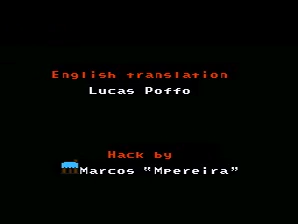 English translation
Lucas Poffo
Hack by
Marcos “Mpereira”